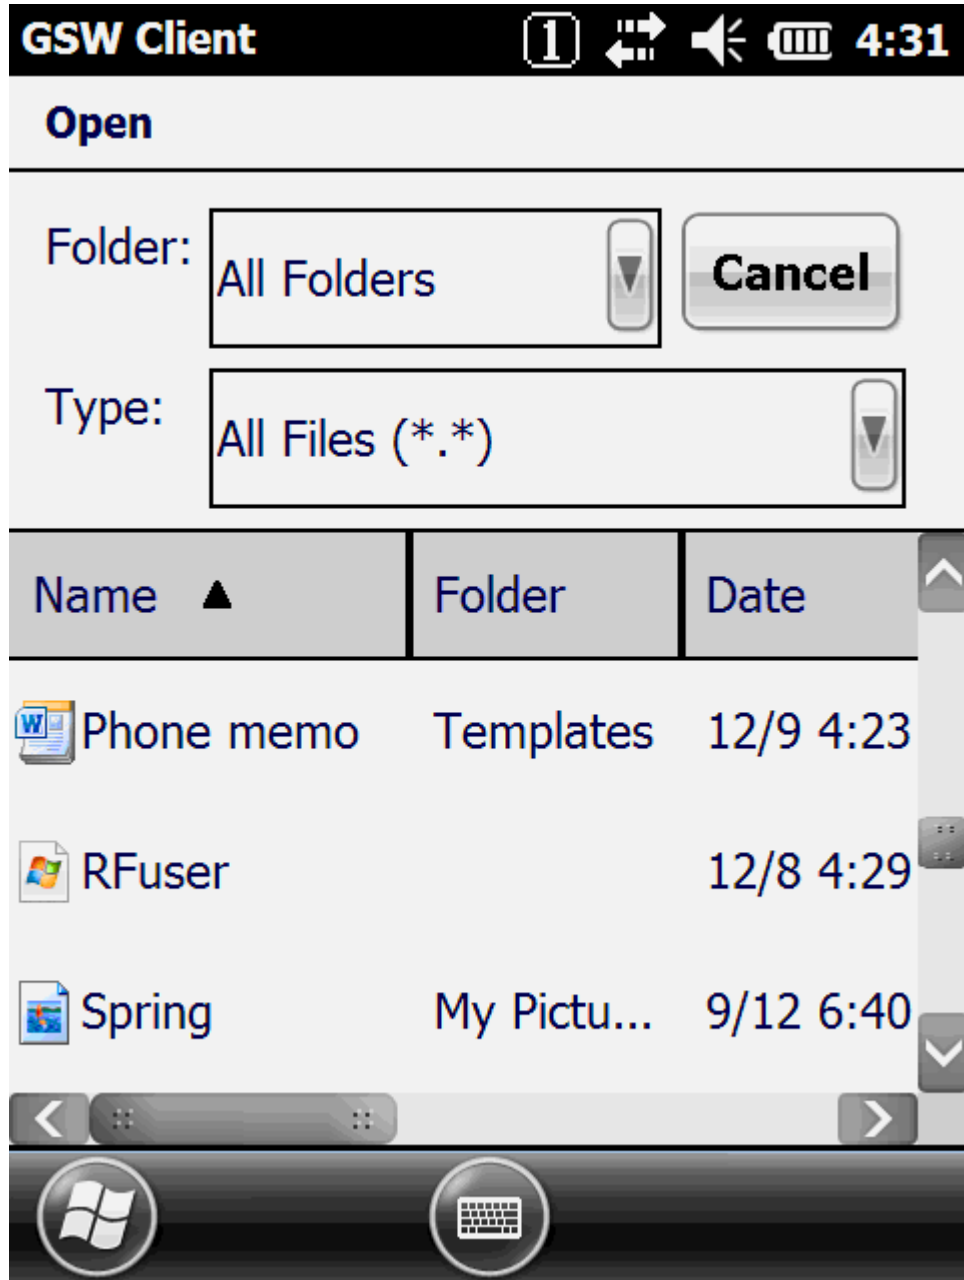 GSW Client 1 4:31
Open
Folder: All Folders Cancel
Type: All Files (*.*)
Name ▲ Folder Date
W Phone memo Templates 12/9 4:23
RFuser 12/8 4:29
Spring My Pictu... 9/12 6:40